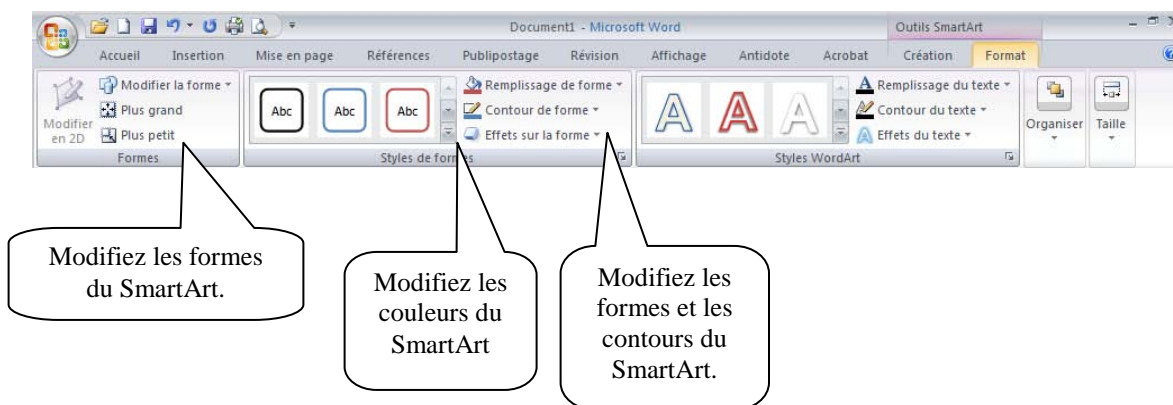 Document1 - Microsoft Word
Outils SmartArt
Accueil Insertion Mise en page Références Publipostage Révision Affichage Antidote Acrobat Création Format
Modifier en 2D
Modifier la forme
Plus grand
Plus petit
Formes
Abc Abc Abc
Remplissage de forme
Contour de forme
Effets sur la forme
Styles de formes
A A A
Remplissage du texte
Contour du texte
Effets du texte
Styles WordArt
Organiser
Taille
Modifiez les formes
du SmartArt.
Modifiez les
couleurs du
SmartArt
Modifiez les
formes et les
contours du
SmartArt.